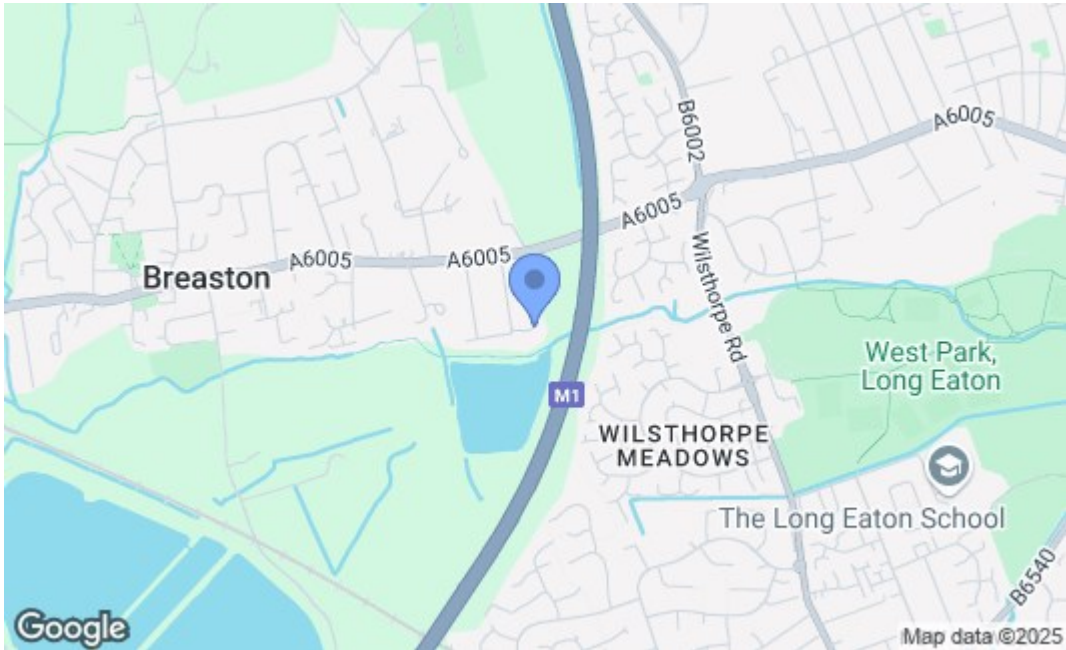 A6005
B6002
A6005
Wilsthorpe Rd
A6005
A6005
Breaston
West Park,
Long Eaton
M1
WILSTHORPE
MEADOWS
The Long Eaton School
B6540
Google
Map data ©2025